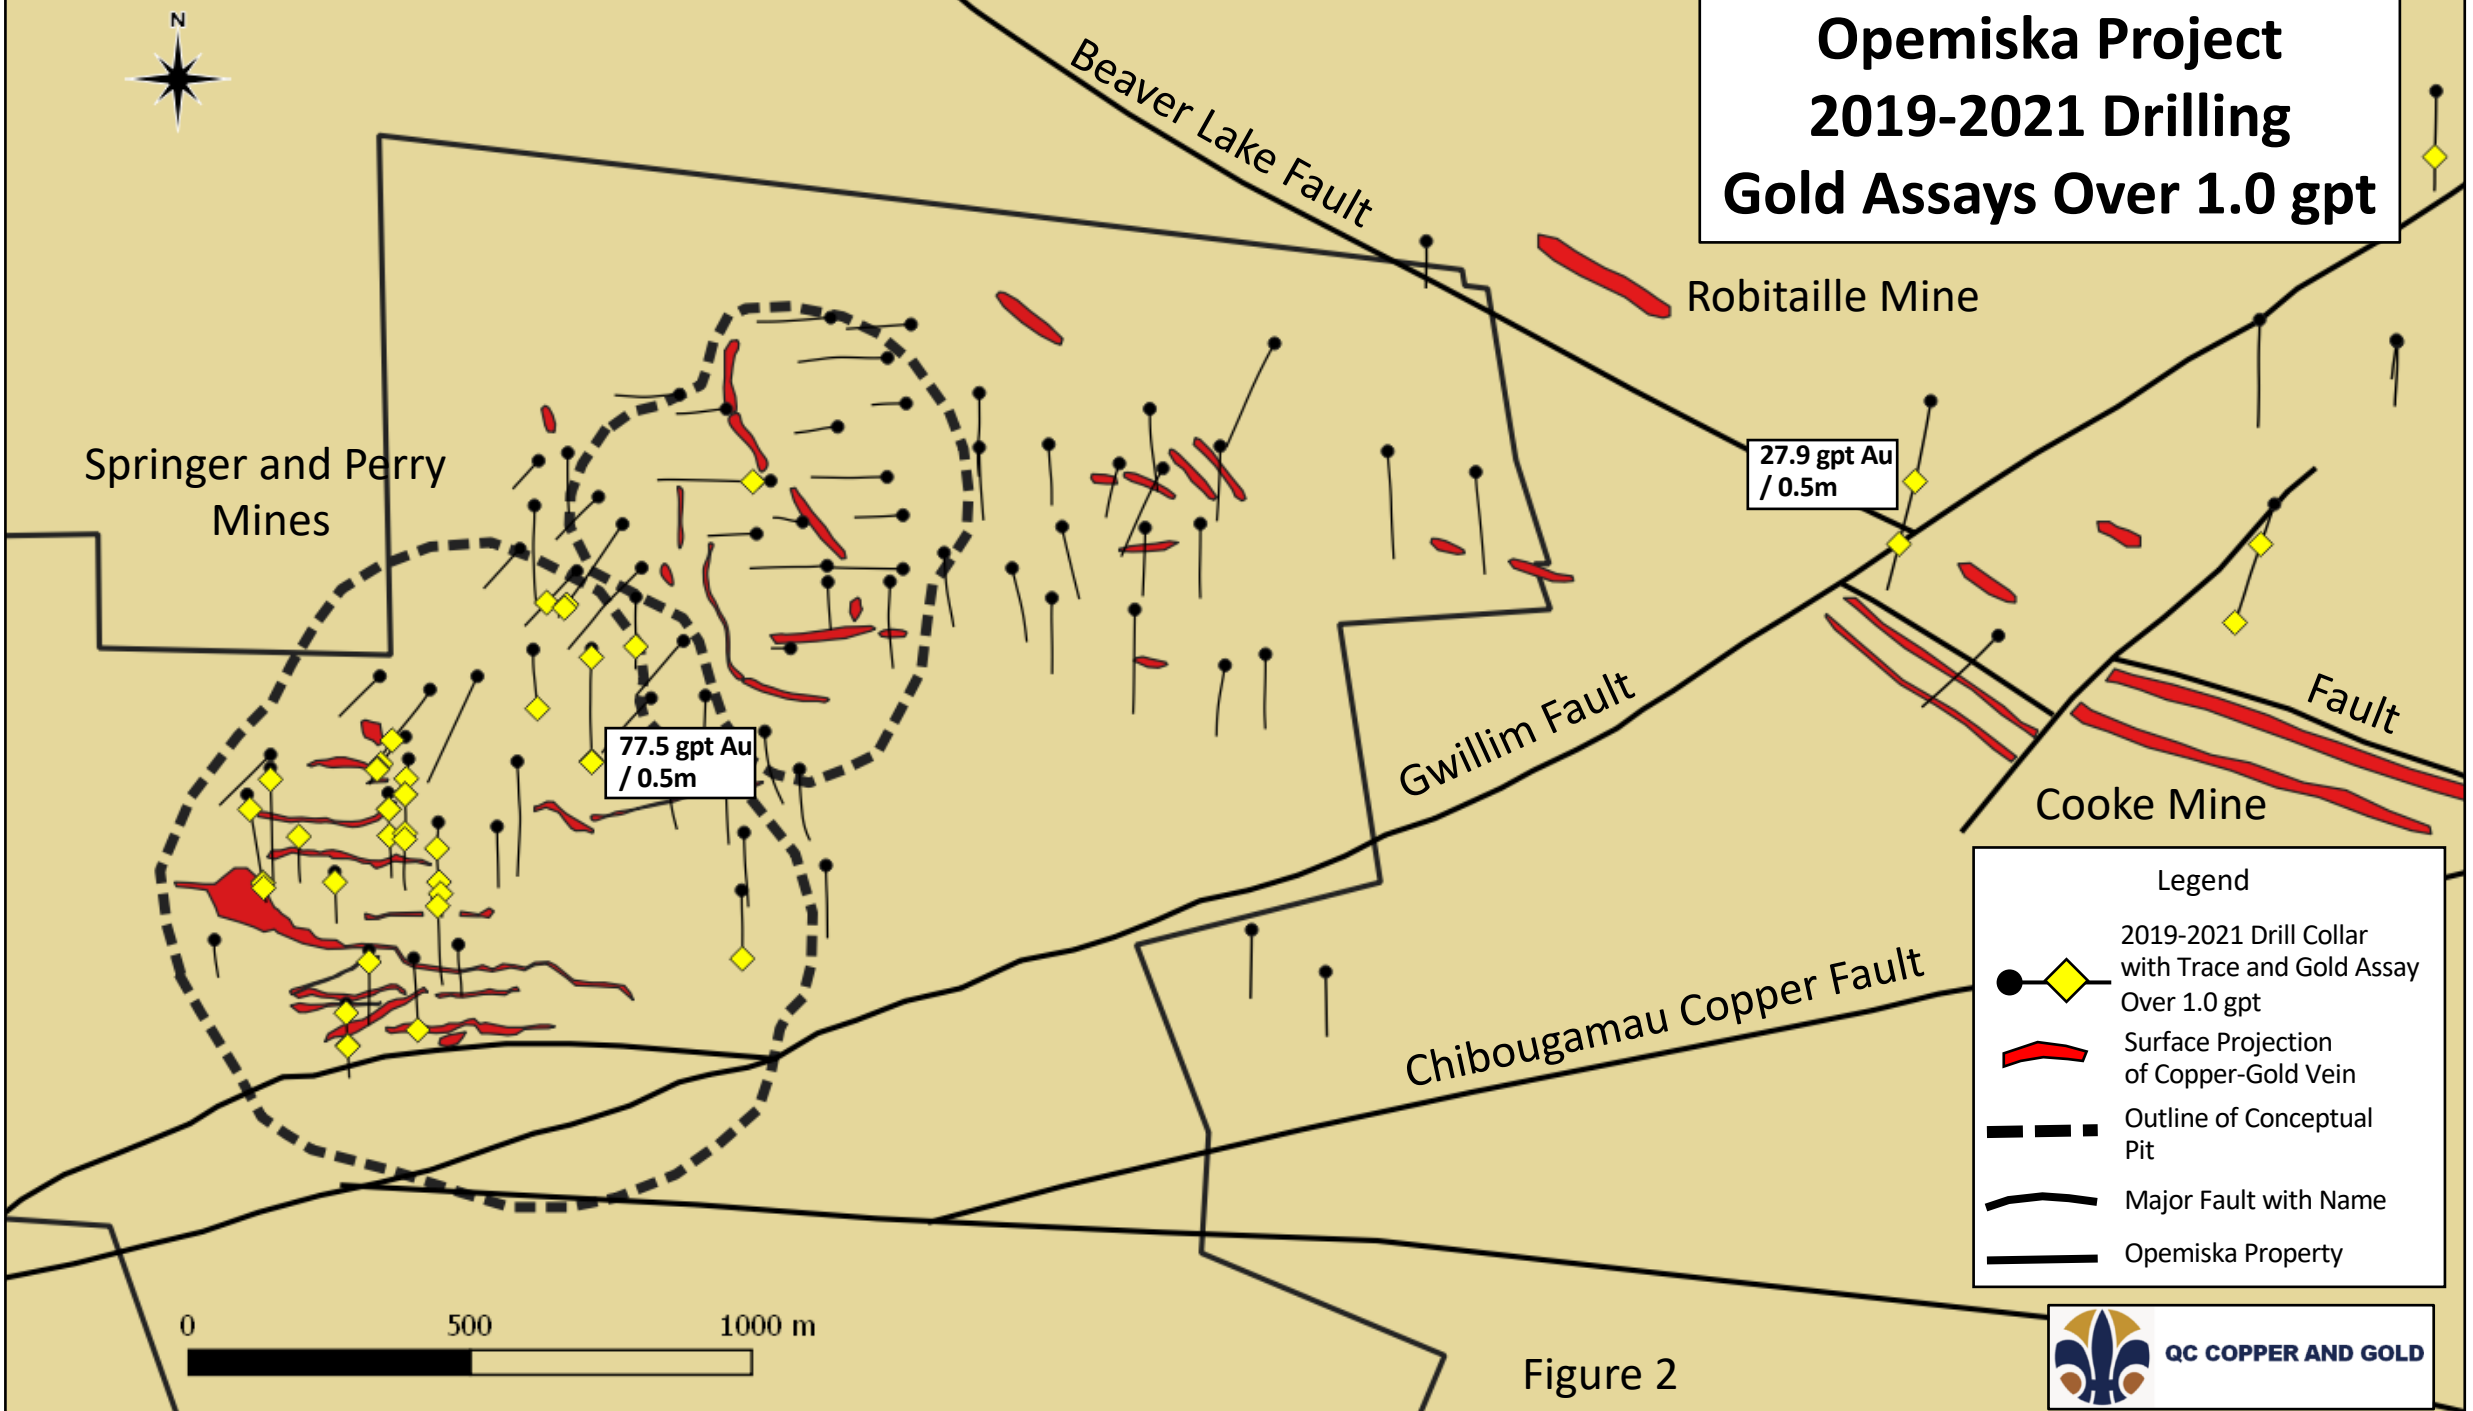 N
Opemiska Project
2019-2021 Drilling
Gold Assays Over 1.0 gpt
Beaver Lake Fault
Robitaille Mine
Springer and Perry
Mines
27.9 gpt Au
/ 0.5m
77.5 gpt Au
/ 0.5m
Gwillim Fault
Fault
Cooke Mine
Chibougamau Copper Fault
Legend
2019-2021 Drill Collar
with Trace and Gold Assay
Over 1.0 gpt
Surface Projection
of Copper-Gold Vein
Outline of Conceptual
Pit
Major Fault with Name
Opemiska Property
0 500 1000 m
Figure 2
QC COPPER AND GOLD